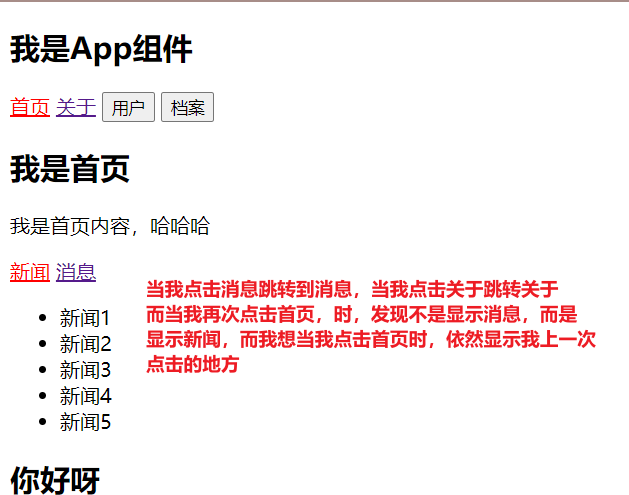 我是App组件
首页 关于 用户 档案
我是首页
我是首页内容，哈哈哈
新闻 消息
当我点击消息跳转到消息，当我点击关于跳转关于
而当我再次点击首页，时，发现不是显示消息，而是
显示新闻，而我想当我点击首页时，依然显示我上一次
点击的地方
新闻1
新闻2
新闻3
新闻4
新闻5
你好呀